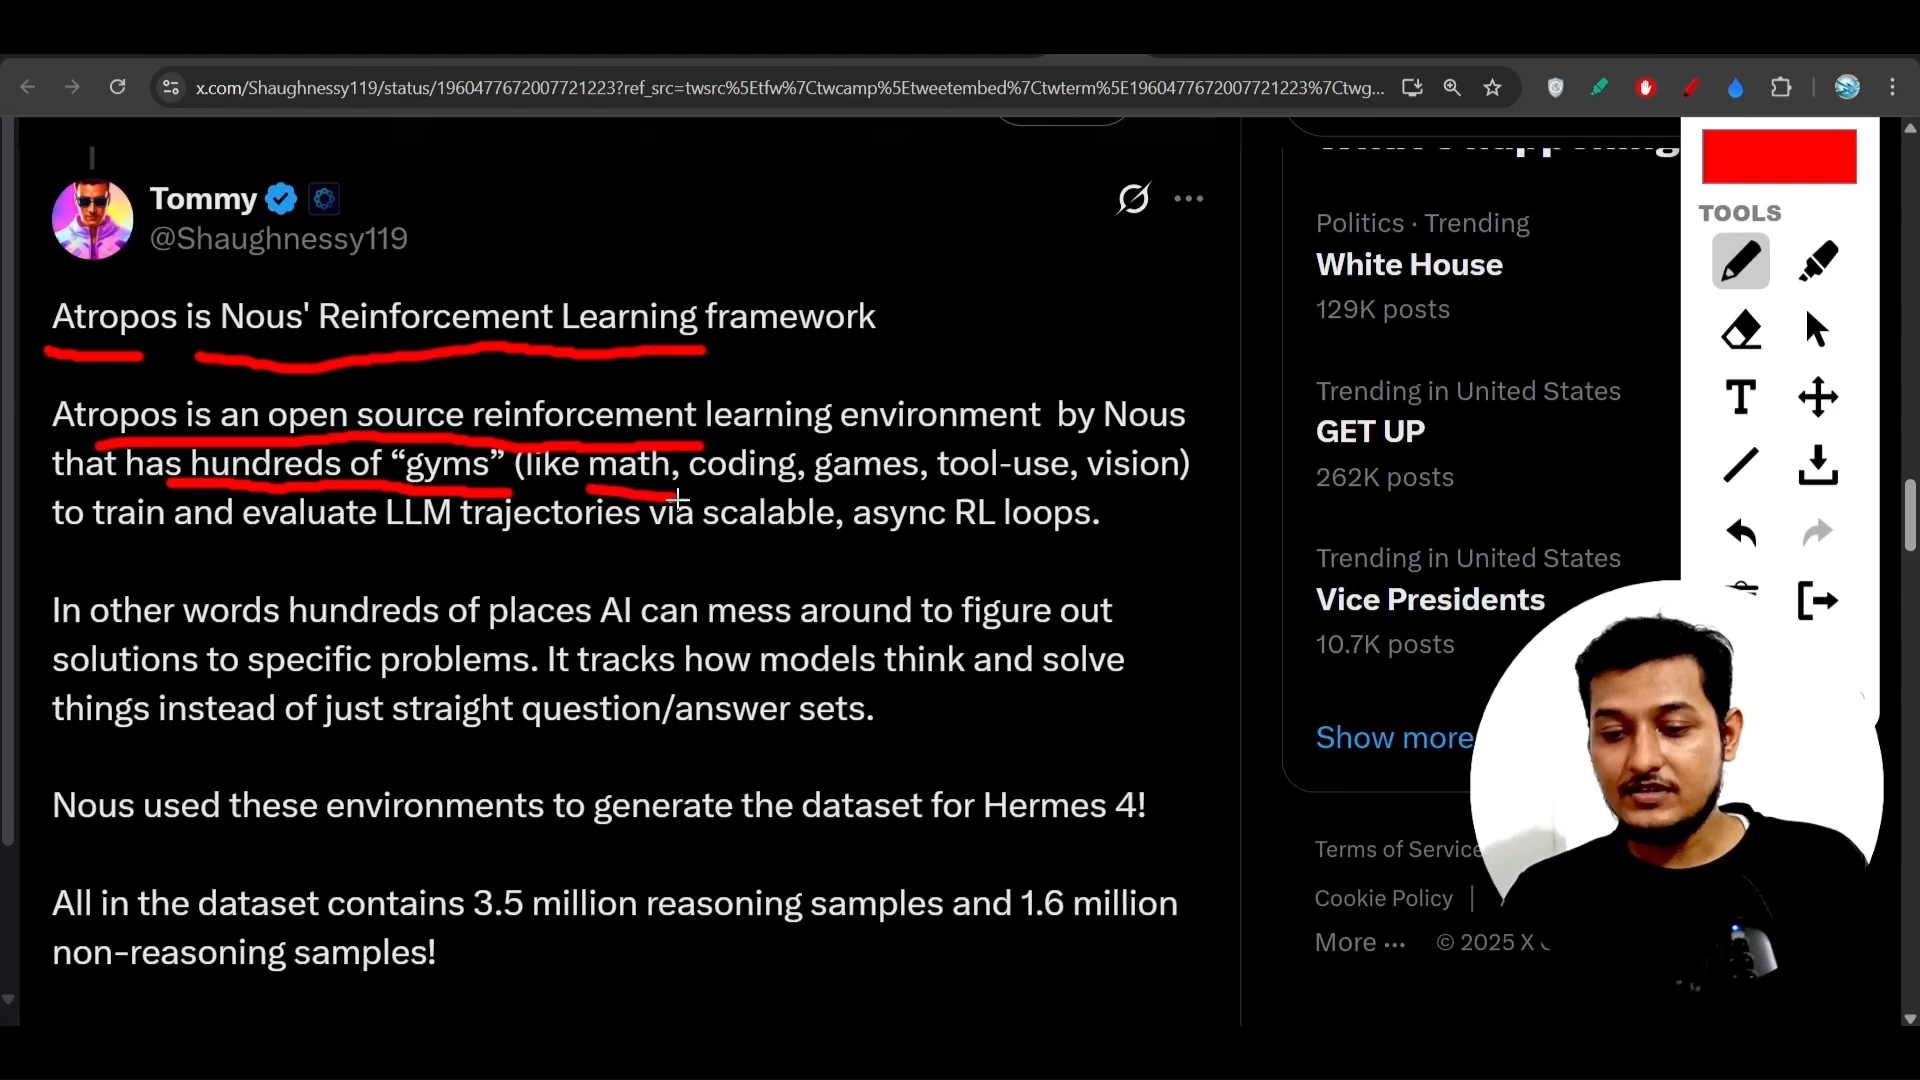 x.com/Shaughnessy119/status/1960477672007721223?ref_src=twsrc%5Etfw%7Ctwcamp%5Etweetembed%7Ctwterm%5E1960477672007721223%7Ctwg...
Tommy
@Shaughnessy119
Atropos is Nous' Reinforcement Learning framework
Atropos is an open source reinforcement learning environment  by Nous
that has hundreds of “gyms” (like math, coding, games, tool-use, vision)
to train and evaluate LLM trajectories via scalable, async RL loops.
In other words hundreds of places AI can mess around to figure out
solutions to specific problems. It tracks how models think and solve
things instead of just straight question/answer sets.
Nous used these environments to generate the dataset for Hermes 4!
All in the dataset contains 3.5 million reasoning samples and 1.6 million
non-reasoning samples!
Politics · Trending
White House
129K posts
Trending in United States
GET UP
262K posts
Trending in United States
Vice Presidents
10.7K posts
Show more
Terms of Service
Cookie Policy |
More ··· © 2025 X
TOOLS
T